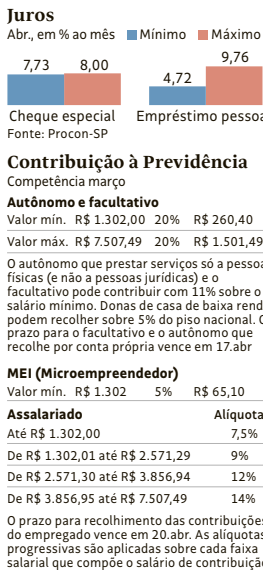 Juros
Abr., em % ao mês Mínimo Máximo
7,73 8,00 4,72 9,76
Cheque especial Empréstimo pessoa
Fonte: Procon-SP
Contribuição à Previdência
Competência março
Autônomo e facultativo
Valor mín. R$ 1.302,00 20% R$ 260,40
Valor máx. R$ 7.507,49 20% R$ 1.501,49
O autônomo que prestar serviços só a pessoa
físicas (e não a pessoas jurídicas) e o
facultativo pode contribuir com 11% sobre o
salário mínimo. Donas de casa de baixa rend
podem recolher sobre 5% do piso nacional. O
prazo para o facultativo e o autônomo que
recolhe por conta própria vence em 17.abr
MEI (Microempreendedor)
Valor mín. R$ 1.302 5% R$ 65,10
Assalariado Alíquota
Até R$ 1.302,00 7,5%
De R$ 1.302,01 até R$ 2.571,29 9%
De R$ 2.571,30 até R$ 3.856,94 12%
De R$ 3.856,95 até R$ 7.507,49 14%
O prazo para recolhimento das contribuições
do empregado vence em 20.abr. As alíquotas
progressivas são aplicadas sobre cada faixa
salarial que compõe o salário de contribuiçã